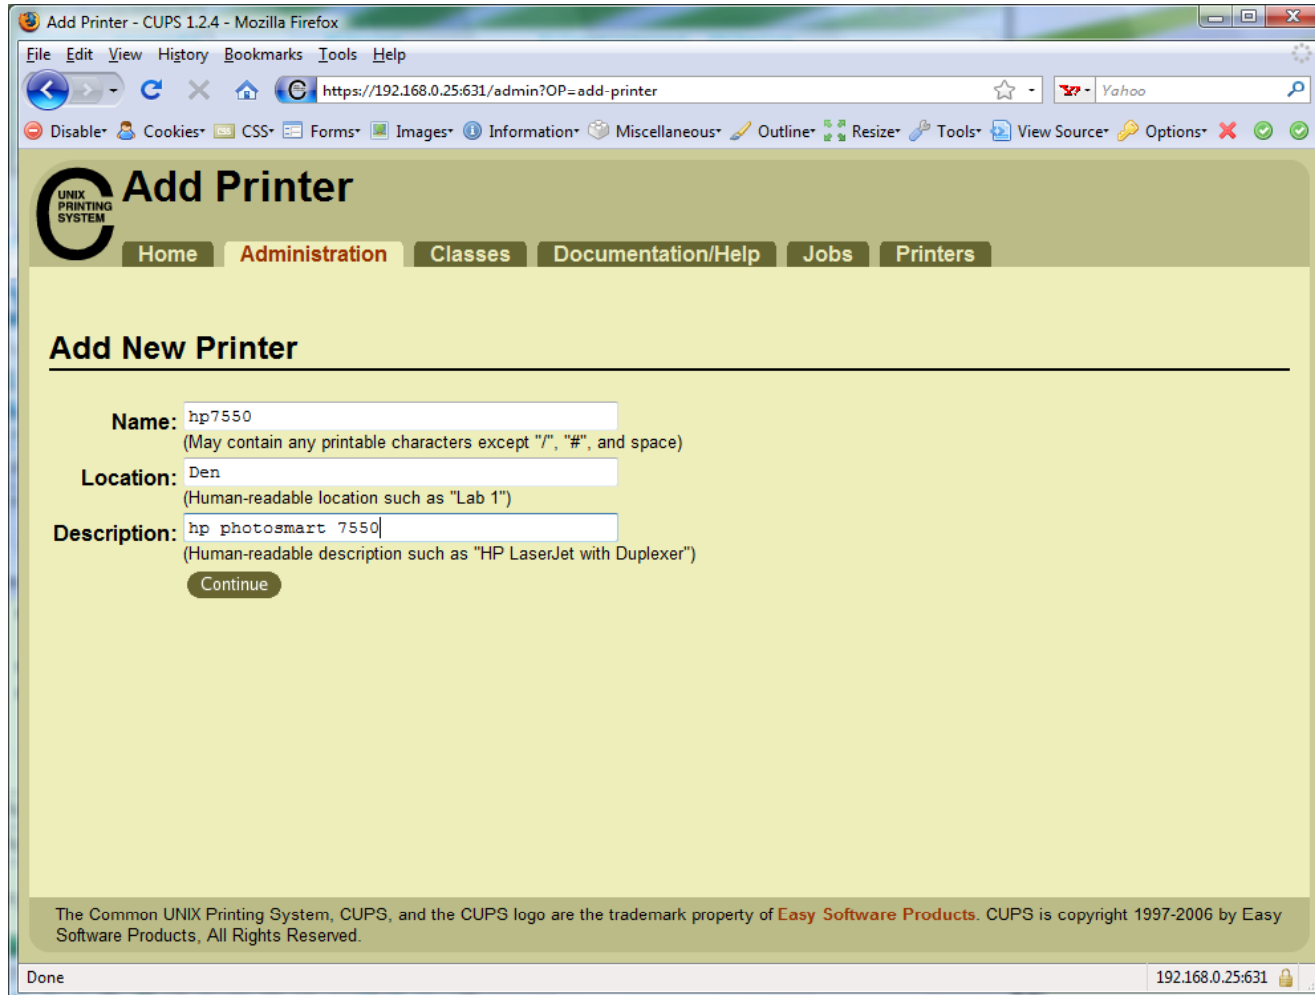 Add Printer - CUPS 1.2.4 - Mozilla Firefox
File Edit View History Bookmarks Tools Help
https://192.168.0.25:631/admin?OP=add-printer
Yahoo
Disable Cookies CSS Forms Images Information Miscellaneous Outline Resize Tools View Source Options
UNIX
PRINTING
SYSTEM
Add Printer
Home Administration Classes Documentation/Help Jobs Printers
Add New Printer
Name: hp7550
(May contain any printable characters except "/", "#", and space)
Location: Den
(Human-readable location such as "Lab 1")
Description: hp photosmart 7550
(Human-readable description such as "HP LaserJet with Duplexer")
Continue
The Common UNIX Printing System, CUPS, and the CUPS logo are the trademark property of Easy Software Products. CUPS is copyright 1997-2006 by Easy
Software Products, All Rights Reserved.
Done 192.168.0.25:631